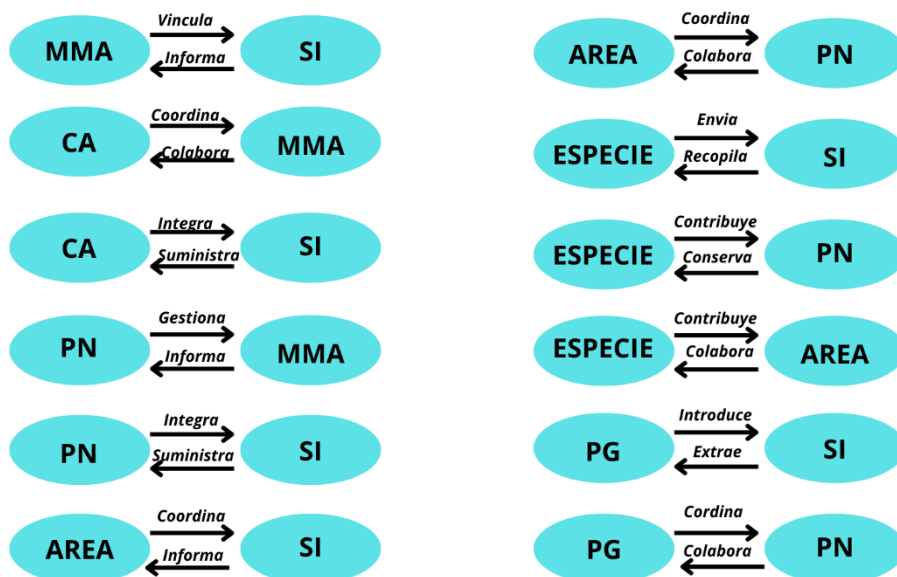 MMA Vincula SI
Informa
CA Coordina MMA
Colabora
CA Integra SI
Suministra
PN Gestiona MMA
Informa
PN Integra SI
Suministra
AREA Coordina SI
Informa
AREA Coordina PN
Colabora
ESPECIE Envia SI
Recopila
ESPECIE Contribuye PN
Conserva
ESPECIE Contribuye AREA
Colabora
PG Introduce SI
Extrae
PG Cordina PN
Colabora